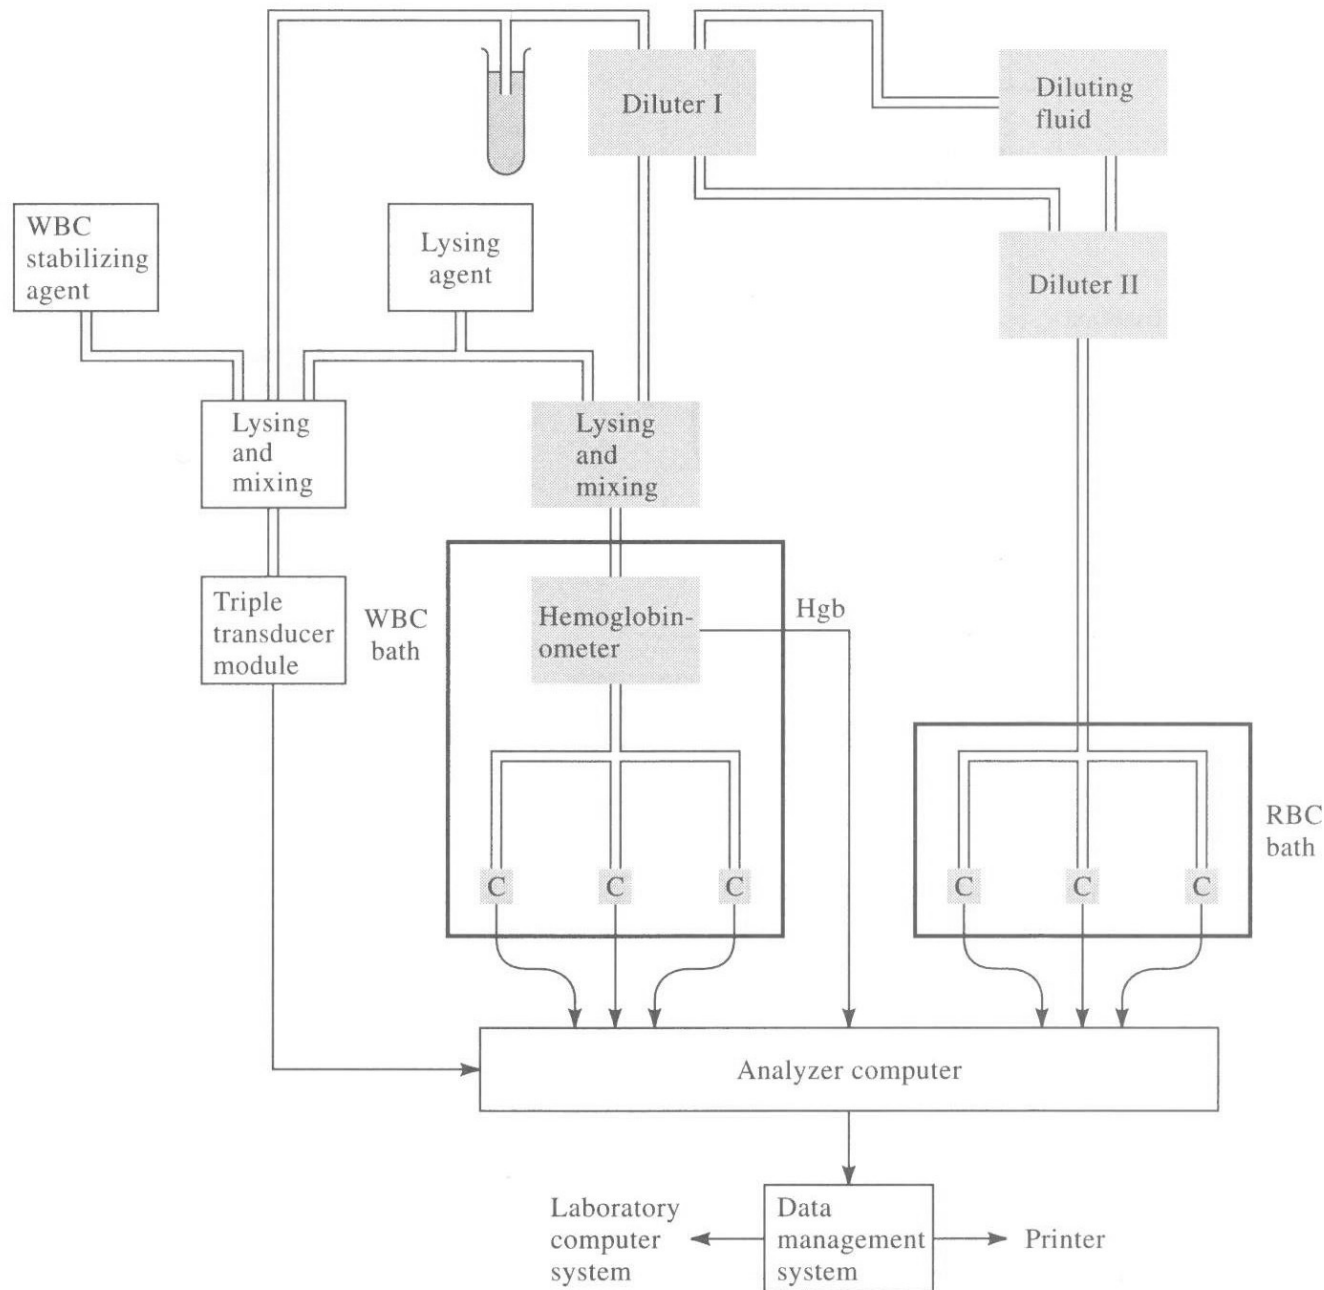 Diluter I
Diluting
fluid
WBC
stabilizing
agent
Lysing
agent
Diluter II
Lysing
and
mixing
Lysing
and
mixing
Triple
transducer
module
WBC
bath
Hemoglobin-
ometer
Hgb
C
C
C
C
C
C
RBC
bath
Analyzer computer
Laboratory
computer
system
Data
management
system
Printer